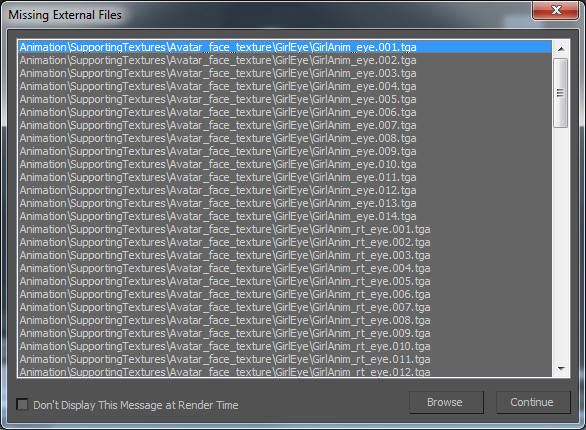 Missing External Files
Animation\SupportingTextures\Avatar_face_texture\GirlEye\GirlAnim_eye.001.tga
Animation\SupportingTextures\Avatar_face_texture\GirlEye\GirlAnim_eye.002.tga
Animation\SupportingTextures\Avatar_face_texture\GirlEye\GirlAnim_eye.003.tga
Animation\SupportingTextures\Avatar_face_texture\GirlEye\GirlAnim_eye.004.tga
Animation\SupportingTextures\Avatar_face_texture\GirlEye\GirlAnim_eye.005.tga
Animation\SupportingTextures\Avatar_face_texture\GirlEye\GirlAnim_eye.006.tga
Animation\SupportingTextures\Avatar_face_texture\GirlEye\GirlAnim_eye.007.tga
Animation\SupportingTextures\Avatar_face_texture\GirlEye\GirlAnim_eye.008.tga
Animation\SupportingTextures\Avatar_face_texture\GirlEye\GirlAnim_eye.009.tga
Animation\SupportingTextures\Avatar_face_texture\GirlEye\GirlAnim_eye.010.tga
Animation\SupportingTextures\Avatar_face_texture\GirlEye\GirlAnim_eye.011.tga
Animation\SupportingTextures\Avatar_face_texture\GirlEye\GirlAnim_eye.012.tga
Animation\SupportingTextures\Avatar_face_texture\GirlEye\GirlAnim_eye.013.tga
Animation\SupportingTextures\Avatar_face_texture\GirlEye\GirlAnim_eye.014.tga
Animation\SupportingTextures\Avatar_face_texture\GirlEye\GirlAnim_rt_eye.001.tga
Animation\SupportingTextures\Avatar_face_texture\GirlEye\GirlAnim_rt_eye.002.tga
Animation\SupportingTextures\Avatar_face_texture\GirlEye\GirlAnim_rt_eye.003.tga
Animation\SupportingTextures\Avatar_face_texture\GirlEye\GirlAnim_rt_eye.004.tga
Animation\SupportingTextures\Avatar_face_texture\GirlEye\GirlAnim_rt_eye.005.tga
Animation\SupportingTextures\Avatar_face_texture\GirlEye\GirlAnim_rt_eye.006.tga
Animation\SupportingTextures\Avatar_face_texture\GirlEye\GirlAnim_rt_eye.007.tga
Animation\SupportingTextures\Avatar_face_texture\GirlEye\GirlAnim_rt_eye.008.tga
Animation\SupportingTextures\Avatar_face_texture\GirlEye\GirlAnim_rt_eye.009.tga
Animation\SupportingTextures\Avatar_face_texture\GirlEye\GirlAnim_rt_eye.010.tga
Animation\SupportingTextures\Avatar_face_texture\GirlEye\GirlAnim_rt_eye.011.tga
Animation\SupportingTextures\Avatar_face_texture\GirlEye\GirlAnim_rt_eye.012.tga
Don't Display This Message at Render Time
Browse
Continue